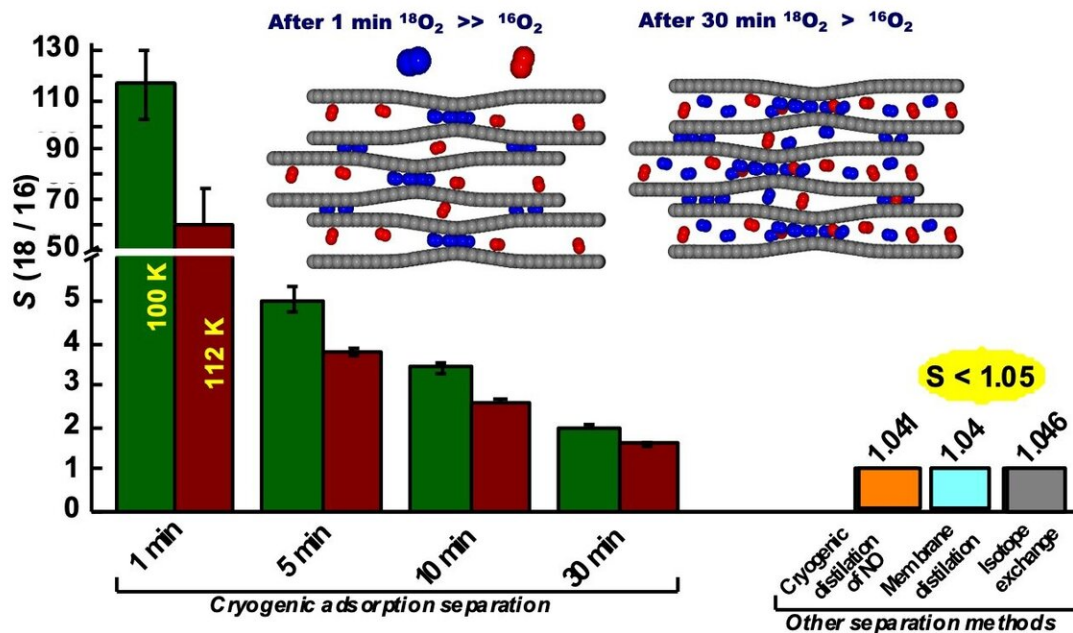 After 1 min ¹⁸O₂ >> ¹⁶O₂
After 30 min ¹⁸O₂ > ¹⁶O₂
S (18 / 16)
130
110
90
70
50
5
4
3
2
1
0
100 K
112 K
1 min
5 min
10 min
30 min
Cryogenic adsorption separation
S < 1.05
1.041
1.04
1.046
Cryogenic
distilation
of NO
Membrane
distilation
Isotope
exchange
Other separation methods